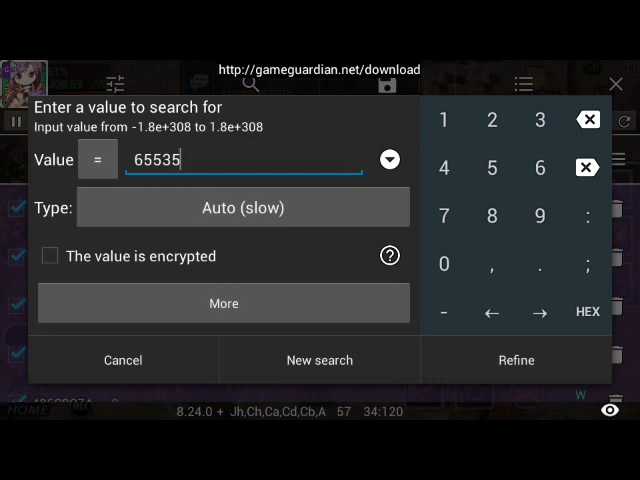 http://gameguardian.net/download
Enter a value to search for
Input value from -1.8e+308 to 1.8e+308
Value = 65535
Type: Auto (slow)
The value is encrypted
More
Cancel New search Refine
1 2 3
4 5 6
7 8 9 :
0 , . ;
- ← → HEX
W
HOME
8.24.0 + Jh,Ch,Ca,Cd,Cb,A 57 34:120